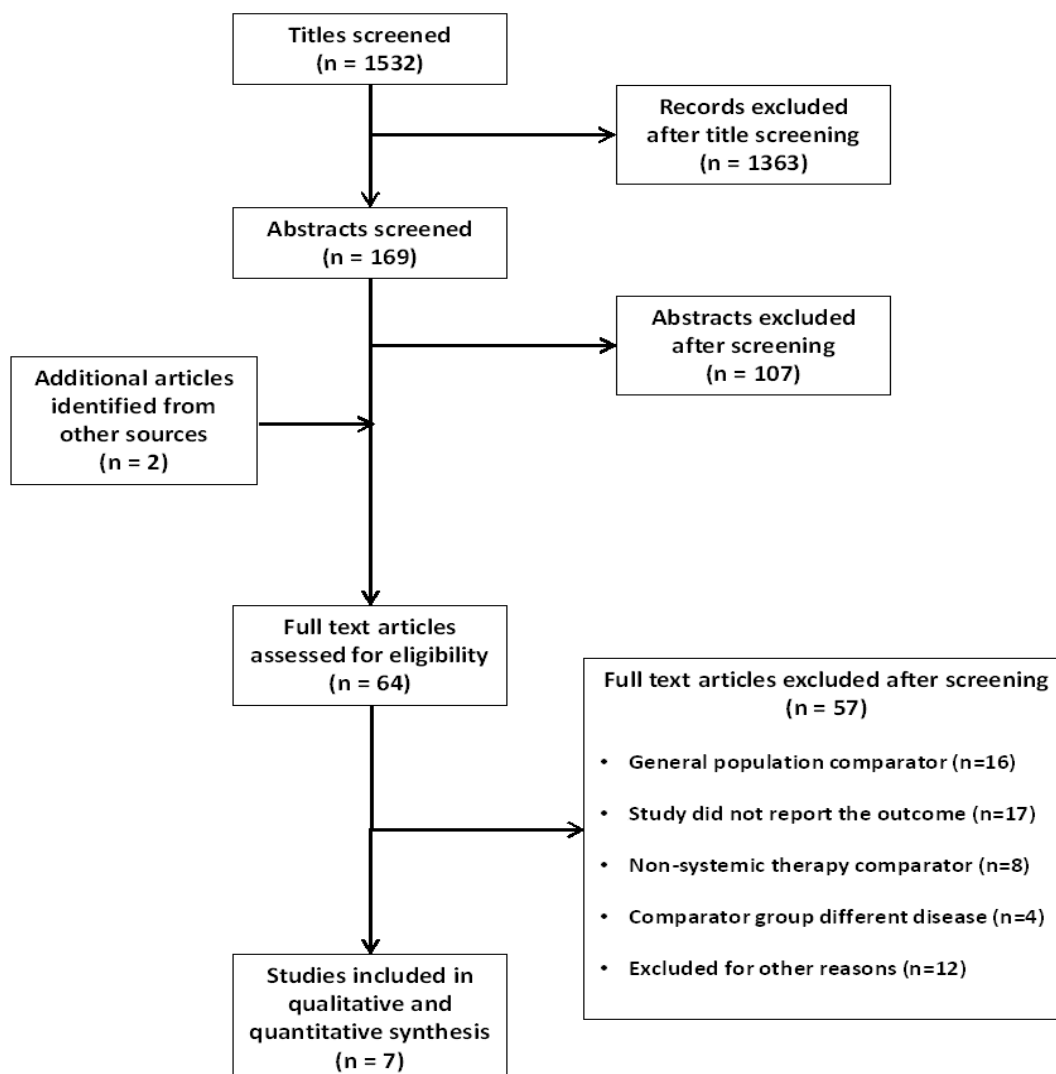 Titles screened
(n = 1532)
Records excluded
after title screening
(n = 1363)
Abstracts screened
(n = 169)
Abstracts excluded
after screening
(n = 107)
Additional articles
identified from
other sources
(n = 2)
Full text articles
assessed for eligibility
(n = 64)
Full text articles excluded after screening
(n = 57)
• General population comparator (n=16)
• Study did not report the outcome (n=17)
• Non-systemic therapy comparator (n=8)
• Comparator group different disease (n=4)
• Excluded for other reasons (n=12)
Studies included in
qualitative and
quantitative synthesis
(n = 7)